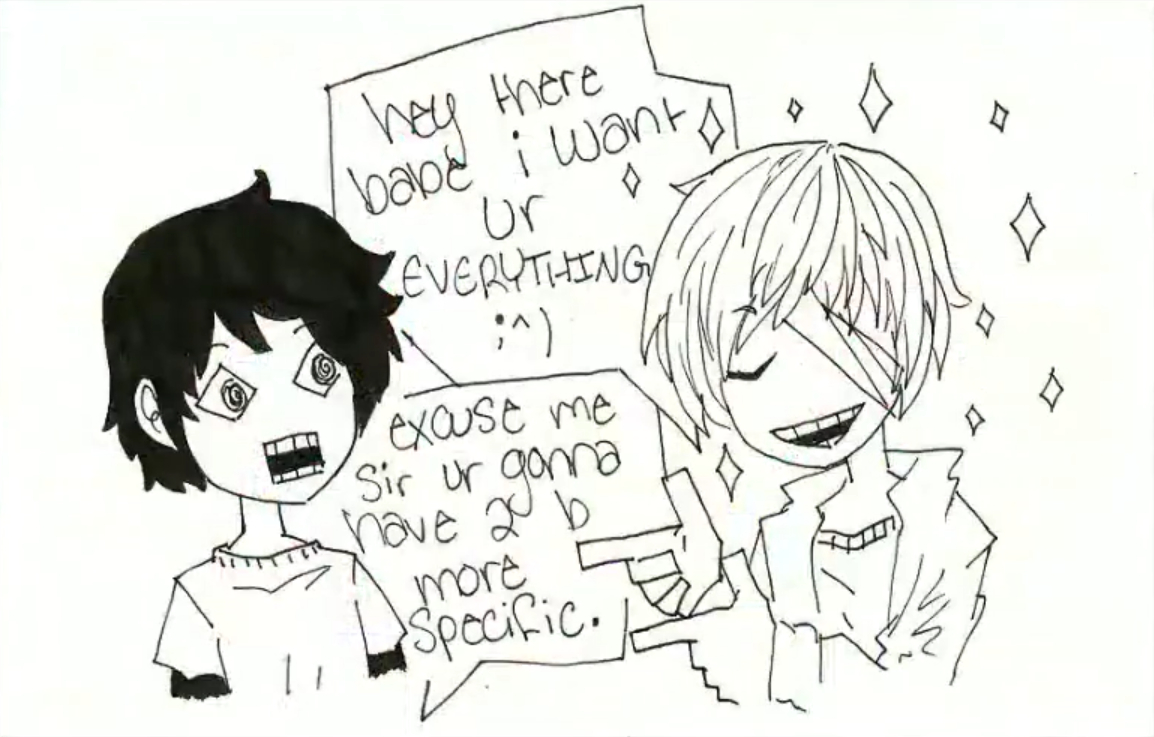 hey there
babe i want
ur
EVERYTHING
;^)
excuse me
Sir ur gonna
have 2 b
more
specific.